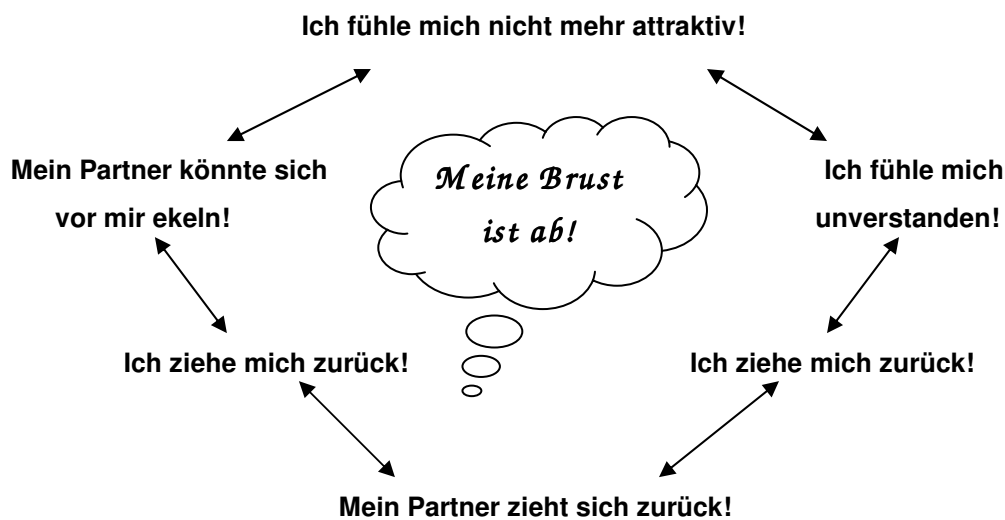 Ich fühle mich nicht mehr attraktiv!
Mein Partner könnte sich
vor mir ekeln!
Meine Brust
ist ab!
Ich fühle mich
unverstanden!
Ich ziehe mich zurück!
Ich ziehe mich zurück!
Mein Partner zieht sich zurück!